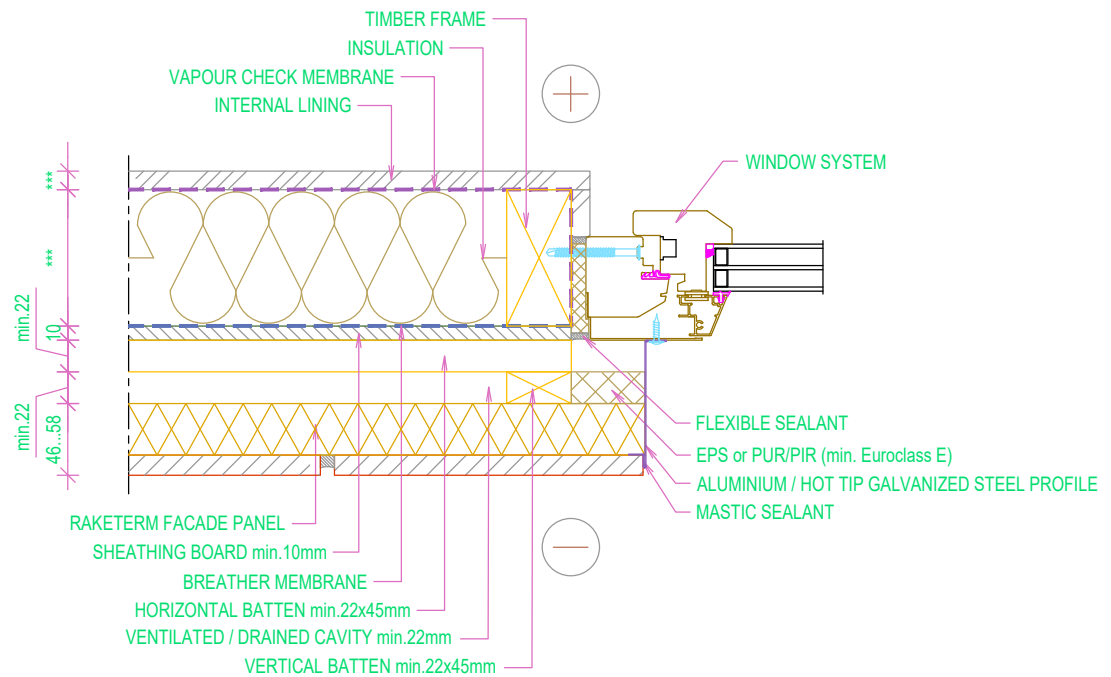 TIMBER FRAME
INSULATION
VAPOUR CHECK MEMBRANE
INTERNAL LINING
WINDOW SYSTEM
***
***
min.22
10
min.22
46...58
FLEXIBLE SEALANT
EPS or PUR/PIR (min. Euroclass E)
ALUMINIUM / HOT TIP GALVANIZED STEEL PROFILE
MASTIC SEALANT
RAKETERM FACADE PANEL
SHEATHING BOARD min.10mm
BREATHER MEMBRANE
HORIZONTAL BATTEN min.22x45mm
VENTILATED / DRAINED CAVITY min.22mm
VERTICAL BATTEN min.22x45mm